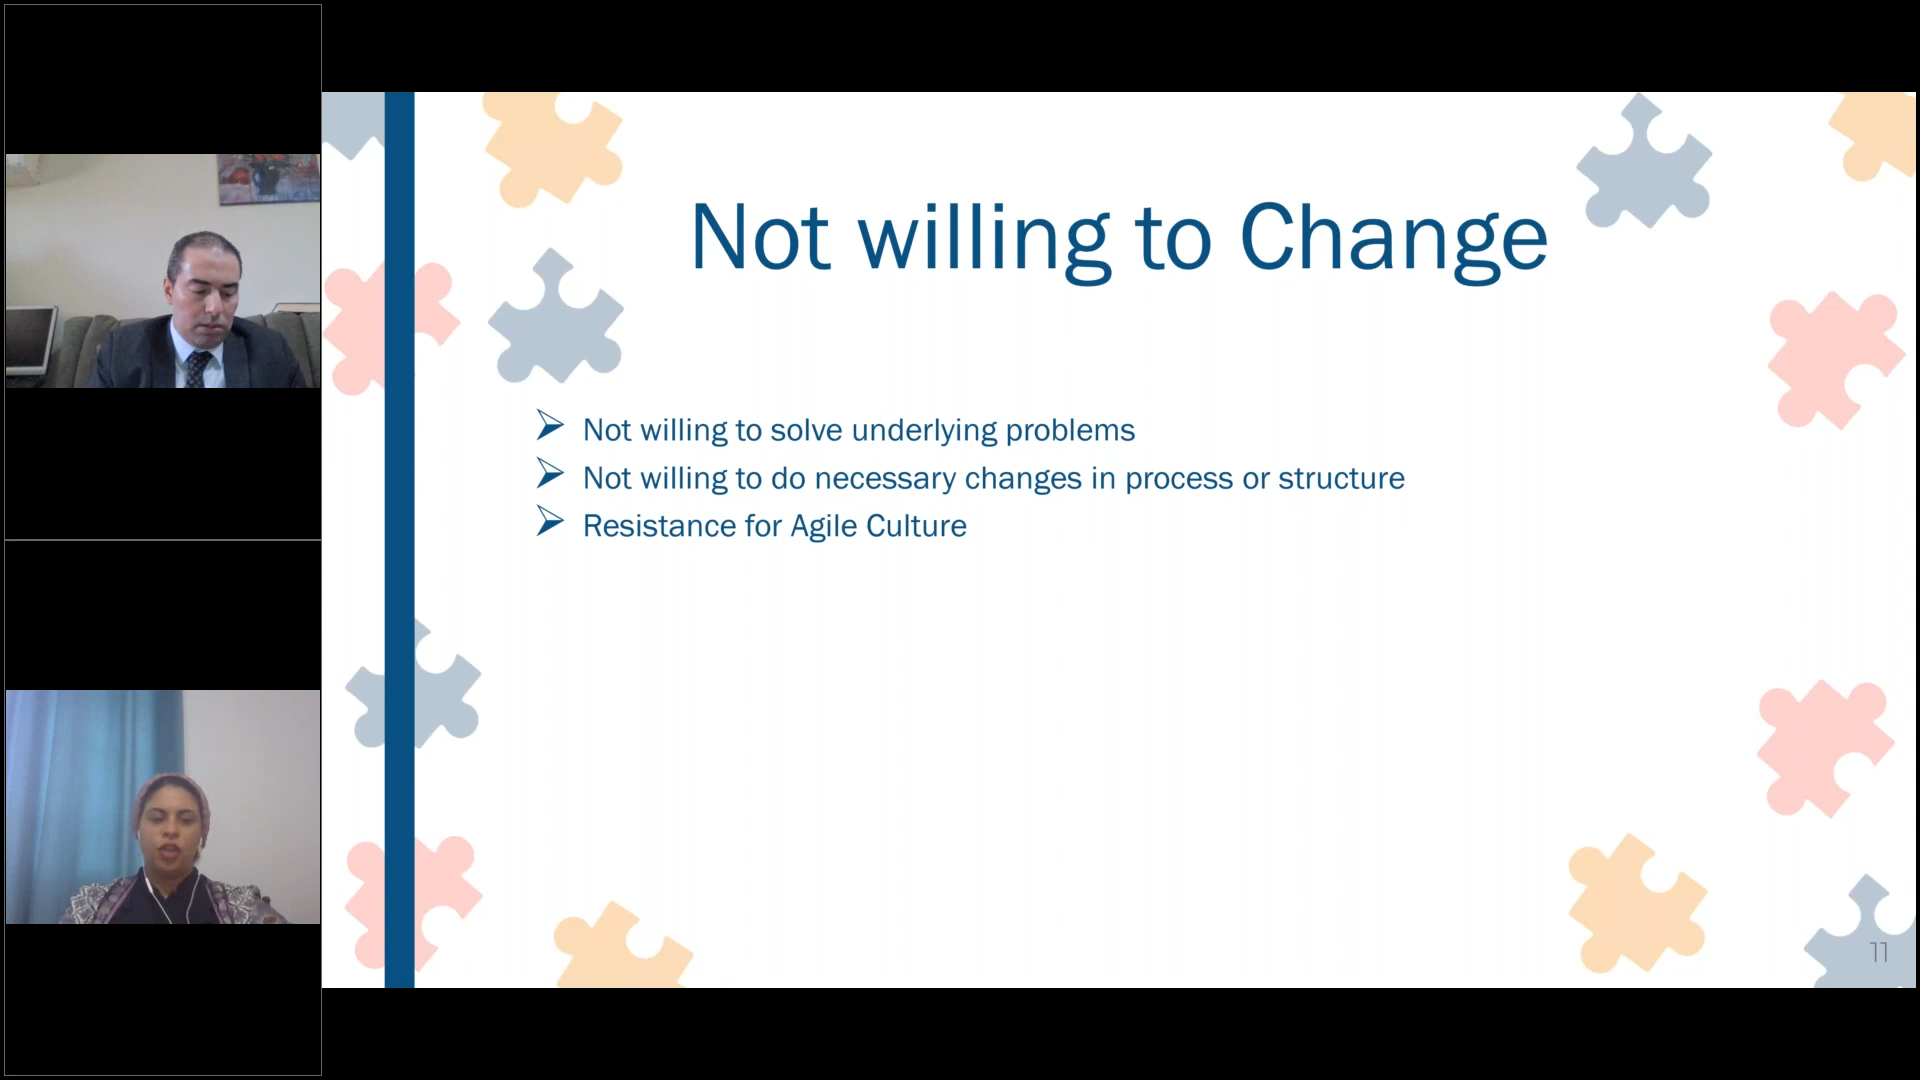 Not willing to Change
Not willing to solve underlying problems
Not willing to do necessary changes in process or structure
Resistance for Agile Culture
11